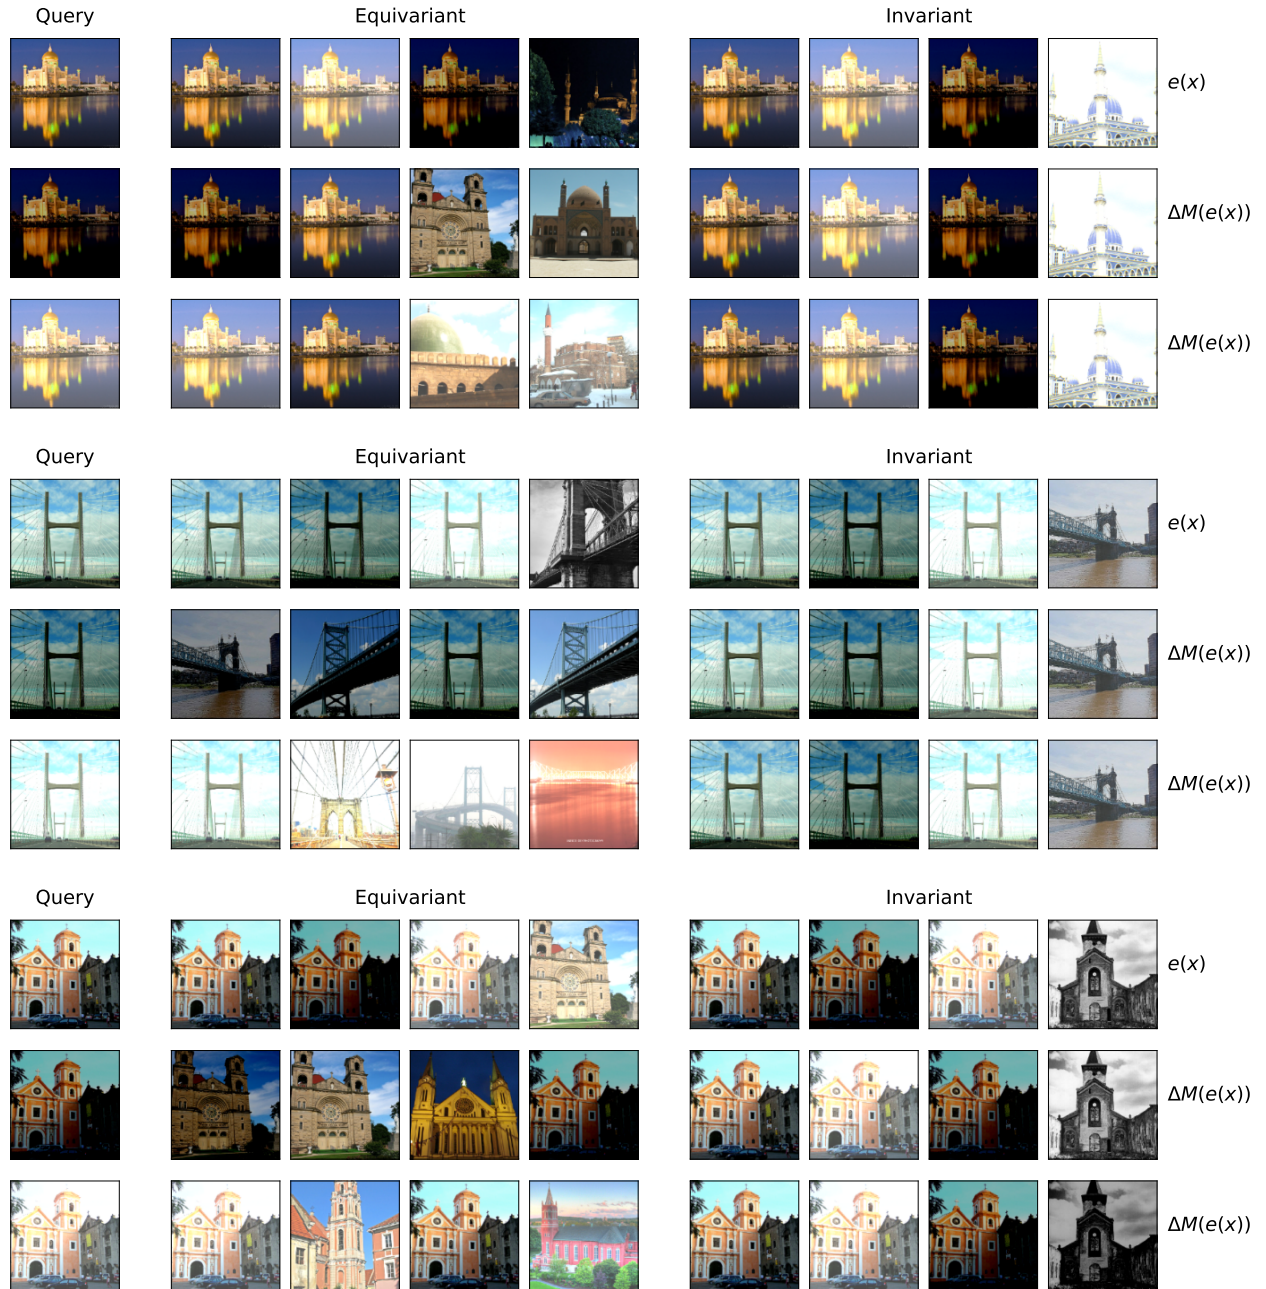 Query Equivariant Invariant
e(x)
ΔM(e(x))
ΔM(e(x))
Query Equivariant Invariant
e(x)
ΔM(e(x))
ΔM(e(x))
Query Equivariant Invariant
e(x)
ΔM(e(x))
ΔM(e(x))